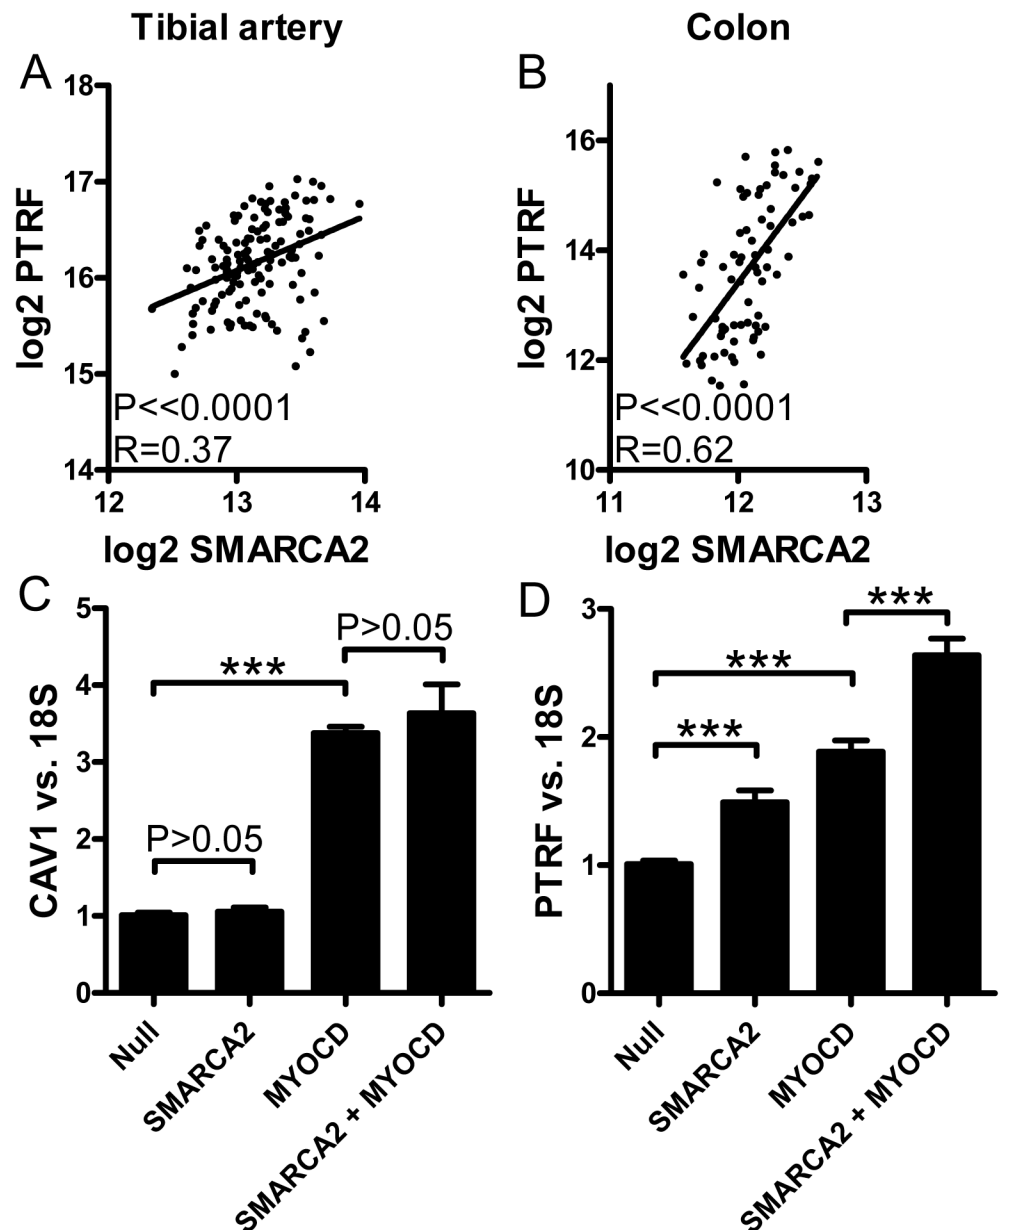 Tibial artery
Colon
A
B
18
17
16
15
14
log2 PTRF
P<<0.0001
R=0.37
12
13
14
log2 SMARCA2
16
14
12
10
log2 PTRF
P<<0.0001
R=0.62
11
12
13
log2 SMARCA2
C
5
4
3
2
1
0
CAV1 vs. 18S
P>0.05
***
P>0.05
Null
SMARCA2
MYOCD
SMARCA2 + MYOCD
D
3
2
1
0
PTRF vs. 18S
***
***
***
Null
SMARCA2
MYOCD
SMARCA2 + MYOCD